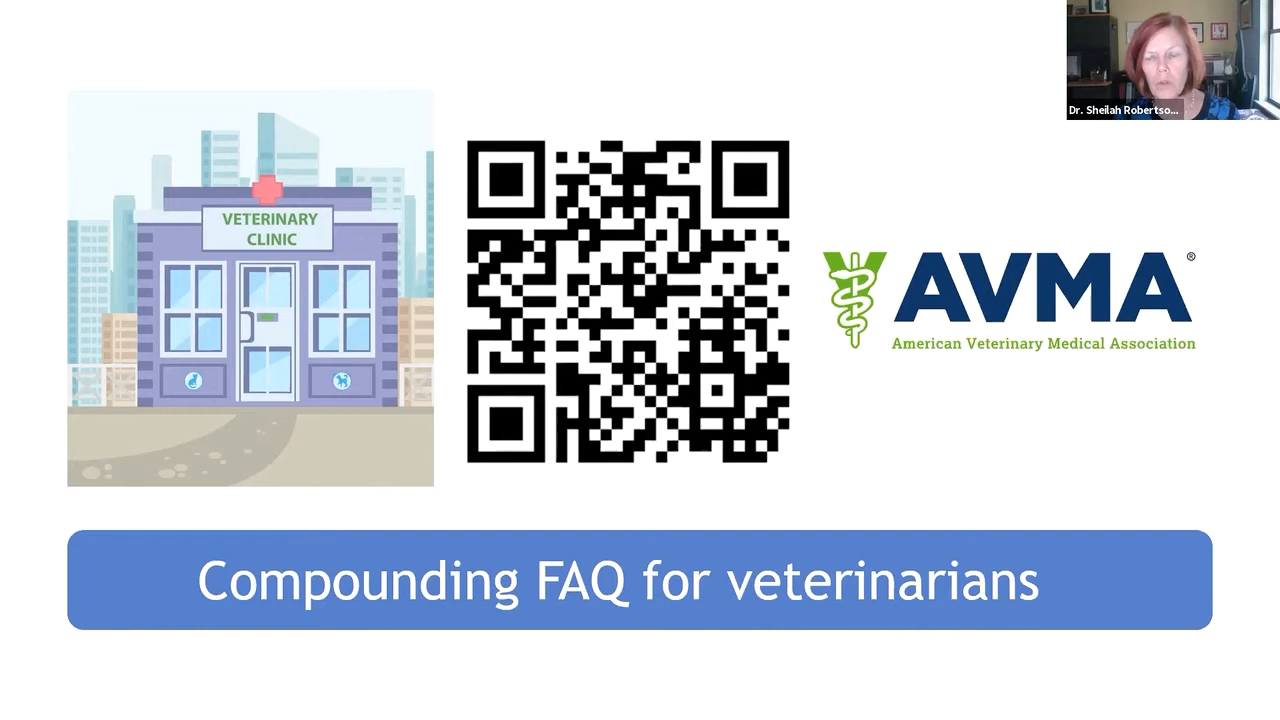 Dr. Sheilah Robertso...
VETERINARY
CLINIC
AVMA®
American Veterinary Medical Association
Compounding FAQ for veterinarians